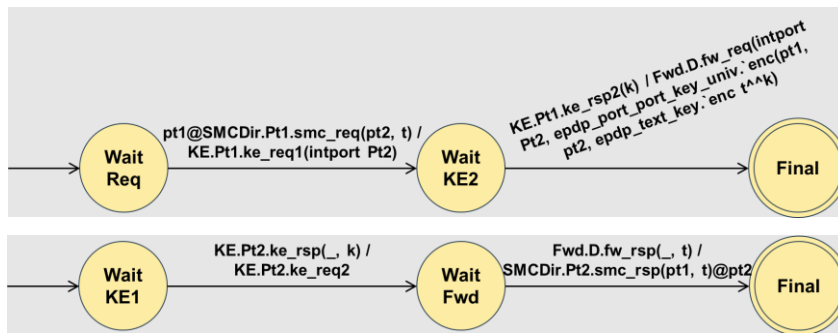 KE.Pt1.ke_rsp2(k) / Fwd.D.fw_req(intport
Pt2, epdp_port_port_key_univ.`enc(pt1,
pt2, epdp_text_key.`enc t^^k)
pt1@SMCDir.Pt1.smc_req(pt2, t) /
KE.Pt1.ke_req1(intport Pt2)
Wait
Req
Wait
KE2
Final
KE.Pt2.ke_rsp(_, k) /
KE.Pt2.ke_req2
Fwd.D.fw_rsp(_, t) /
SMCDir.Pt2.smc_rsp(pt1, t)@pt2
Wait
KE1
Wait
Fwd
Final